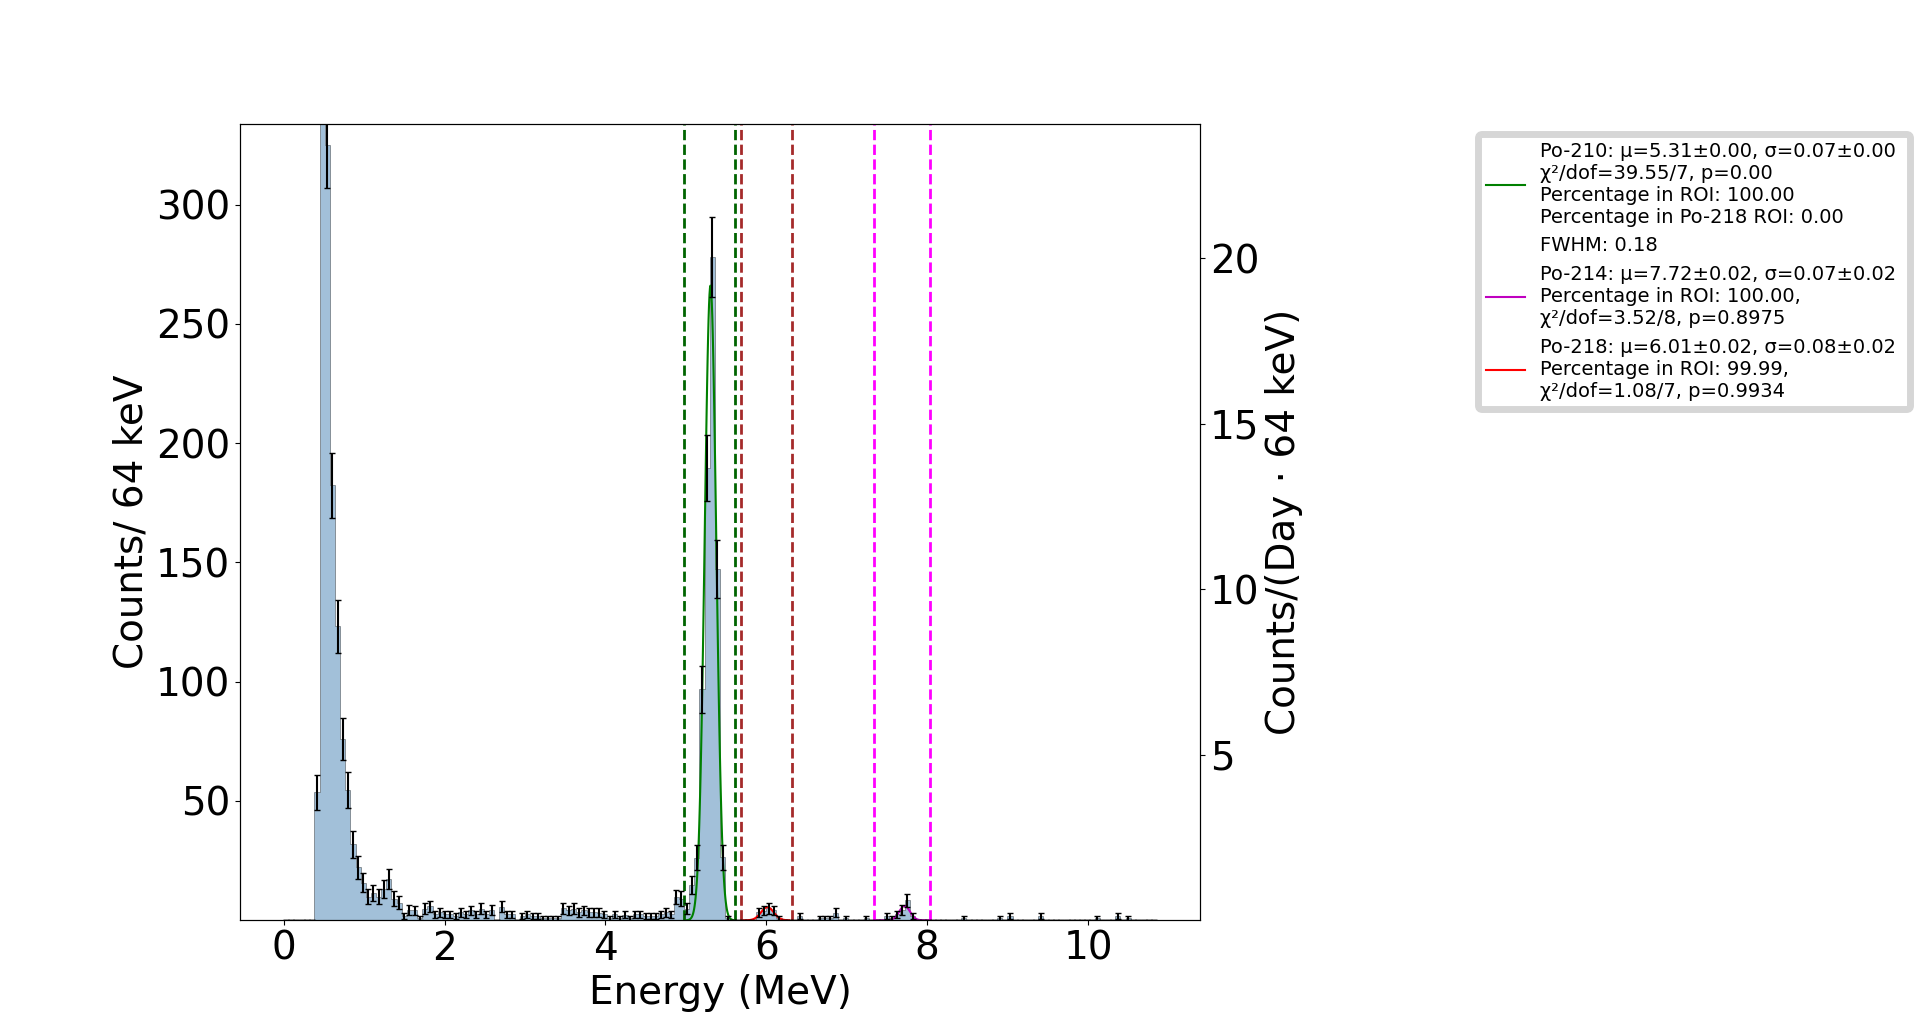 Counts/ 64 keV
300
250
200
150
100
50
0
2
4
6
8
10
Energy (MeV)
20
15
10
5
Counts/(Day · 64 keV)
Po-210: μ=5.31±0.00, σ=0.07±0.00
χ²/dof=39.55/7, p=0.00
Percentage in ROI: 100.00
Percentage in Po-218 ROI: 0.00
FWHM: 0.18
Po-214: μ=7.72±0.02, σ=0.07±0.02
Percentage in ROI: 100.00,
χ²/dof=3.52/8, p=0.8975
Po-218: μ=6.01±0.02, σ=0.08±0.02
Percentage in ROI: 99.99,
χ²/dof=1.08/7, p=0.9934